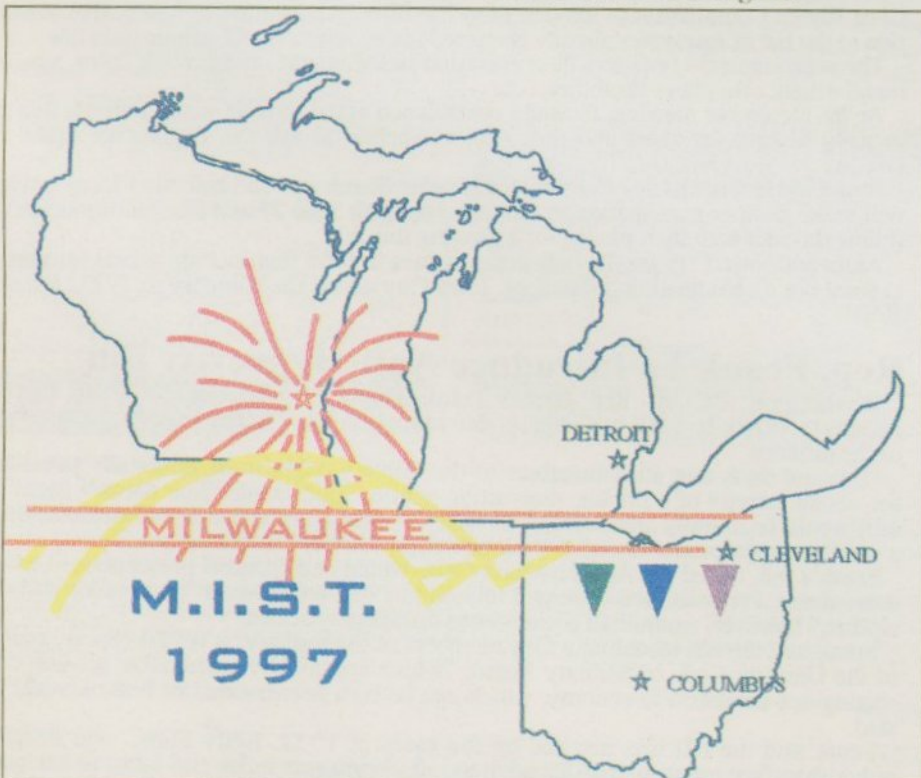 DETROIT
MILWAUKEE
CLEVELAND
M.I.S.T.
1997
COLUMBUS